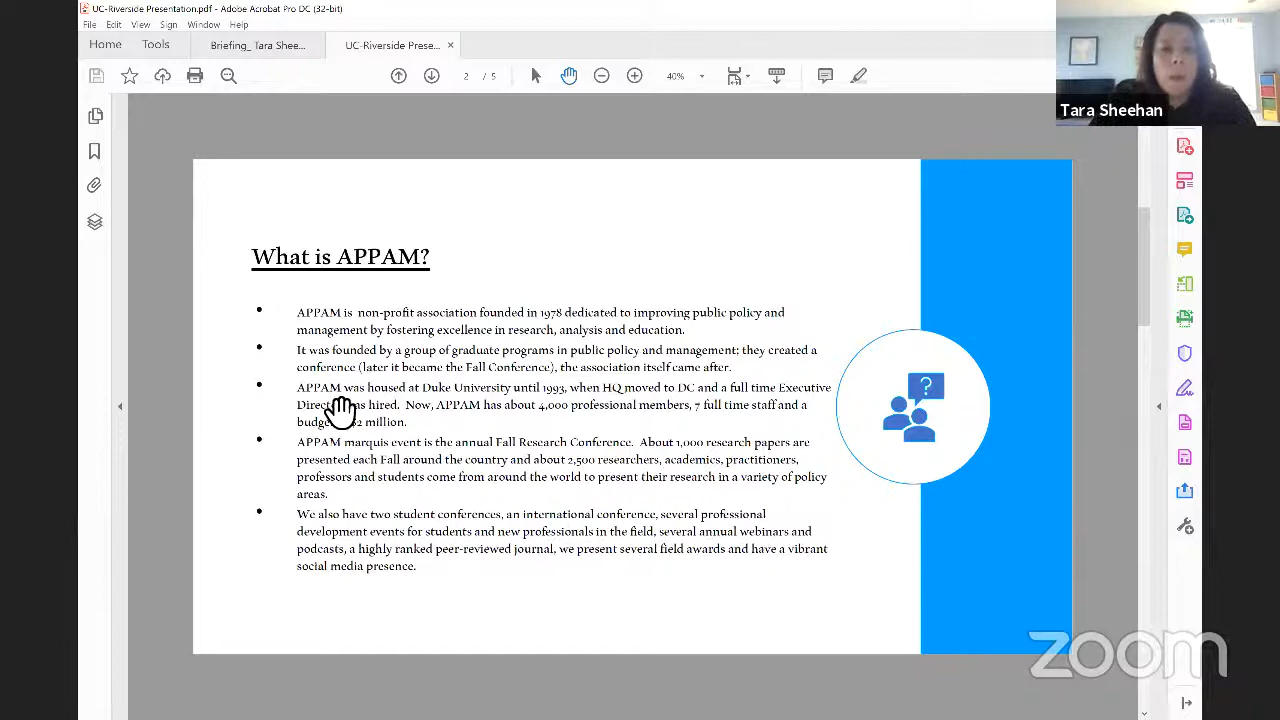 UC-Riverside Presentation.pdf - Adobe Acrobat Pro DC (32-bit)
File Edit View Sign Window Help
Home Tools Briefing_ Tara Shee... UC-Riverside Prese... ×
2 / 5 40%
Tara Sheehan
What is APPAM?
• APPAM is non-profit association founded in 1978 dedicated to improving public policy and
management by fostering excellence in research, analysis and education.
• It was founded by a group of graduate programs in public policy and management; they created a
conference (later it became the Fall Conference), the association itself came after.
• APPAM was housed at Duke University until 1993, when HQ moved to DC and a full time Executive
hired. Now, APPAM has about 4,000 professional members, 7 full time staff and a
million.
• APPAM marquis event is the annual Fall Research Conference. About 1,000 research papers are
presented each Fall around the country and about 2,500 researchers, academics, practitioners,
professors and students come from around the world to present their research in a variety of policy
areas.
• We also have two student conferences, an international conference, several professional
development events for students and new professionals in the field, several annual webinars and
podcasts, a highly ranked peer-reviewed journal, we present several field awards and have a vibrant
social media presence.
?
zoom